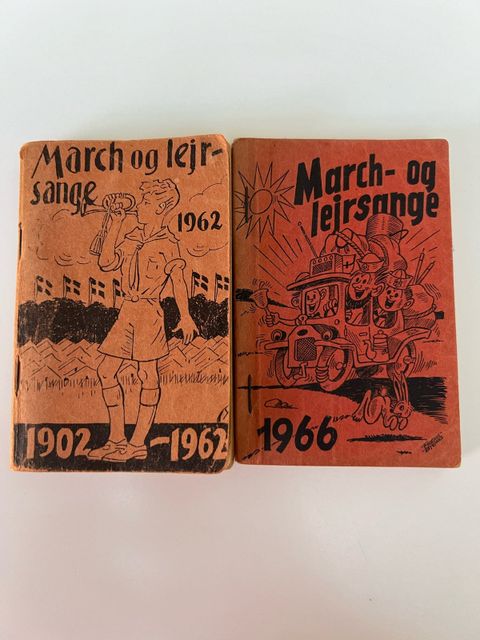 March og lejr-
sange
1962
1902 - 1962
March- og
lejrsange
1966